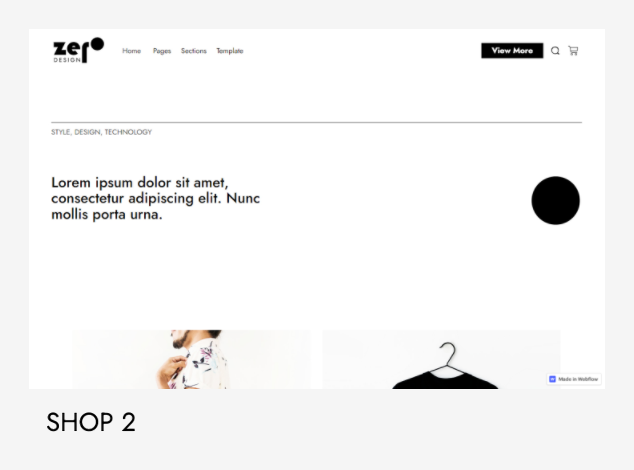 zero
DESIGN
Home Pages Sections Template
View More
STYLE, DESIGN, TECHNOLOGY
Lorem ipsum dolor sit amet,
consectetur adipiscing elit. Nunc
mollis porta urna.
Made in Webflow
SHOP 2